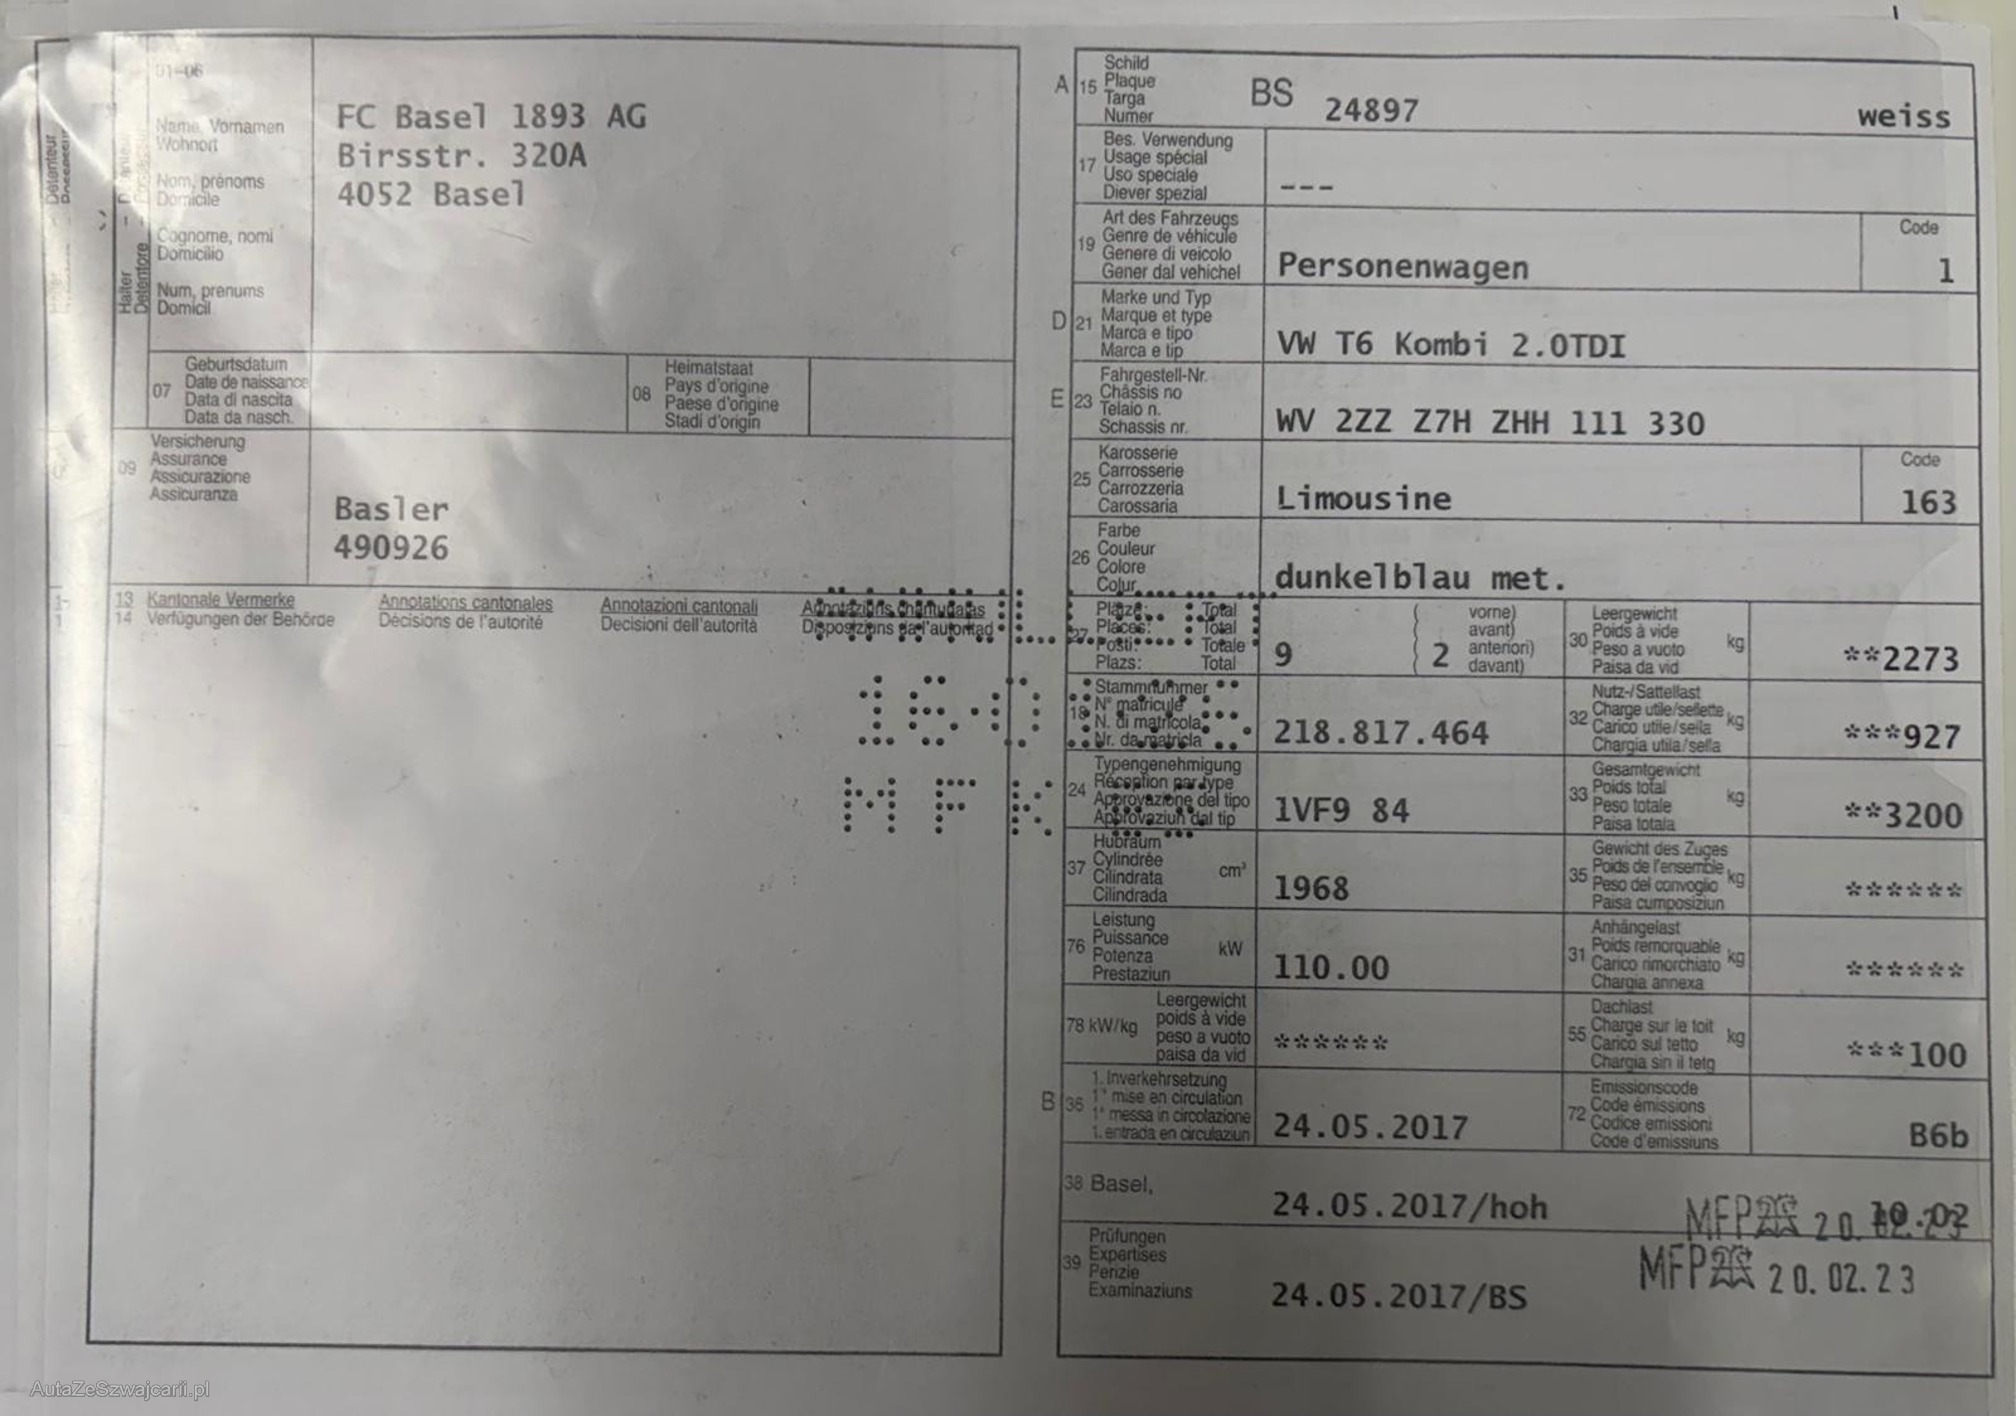 01-06
Name, Vornamen
Wohnort
Nom, prénoms
Domicile
Cognome, nomi
Domicilio
Num, prenums
Domicil
Halter
Detentore
Détenteur
FC Basel 1893 AG
Birsstr. 320A
4052 Basel
07
Geburtsdatum
Date de naissance
Data di nascita
Data da nasch.
08
Heimatstaat
Pays d'origine
Paese d'origine
Stadi d'origin
09
Versicherung
Assurance
Assicurazione
Assicuranza
Basler
490926
13 Kantonale Vermerke Annotations cantonales Annotazioni cantonali Annotaziuns chantunalas
14 Verfügungen der Behörde Décisions de l'autorité Decisioni dell'autorità Disposiziuns da l'autoritad
MFK
A 15
Schild
Plaque
Targa
Numer
BS 24897 weiss
17
Bes. Verwendung
Usage spécial
Uso speciale
Diever spezial
---
19
Art des Fahrzeugs
Genre de véhicule
Genere di veicolo
Gener dal vehichel
Personenwagen
Code
1
D 21
Marke und Typ
Marque et type
Marca e tipo
Marca e tip
VW T6 Kombi 2.0TDI
E 23
Fahrgestell-Nr.
Châssis no
Telaio n.
Schassis nr.
WV 2ZZ Z7H ZHH 111 330
25
Karosserie
Carrosserie
Carrozzeria
Carossaria
Limousine
Code
163
26
Farbe
Couleur
Colore
Colur
dunkelblau met.
27
Plätze: Total
Places: Total
Posti: Totale
Plazs: Total
9
( vorne)
avant)
anteriori)
( 2 davant)
30
Leergewicht
Poids à vide
Peso a vuoto
Paisa da vid
kg
**2273
18
Stammnummer
N° matricule
N. di matricola
Nr. da matricla
218.817.464
32
Nutz-/Sattellast
Charge utile/sellette
Carico utile/sella
Chargia utila/sella
kg
***927
24
Typengenehmigung
Réception par type
Approvazione del tipo
Approvaziun dal tip
1VF9 84
33
Gesamtgewicht
Poids total
Peso totale
Paisa totala
kg
**3200
37
Hubraum
Cylindrée
Cilindrata
Cilindrada
cm³
1968
35
Gewicht des Zuges
Poids de l'ensemble
Peso del convoglio
Paisa cumposiziun
kg
******
76
Leistung
Puissance
Potenza
Prestaziun
kW
110.00
31
Anhängelast
Poids remorquable
Carico rimorchiato
Chargia annexa
kg
******
78 kW/kg
Leergewicht
poids à vide
peso a vuoto
paisa da vid
******
55
Dachlast
Charge sur le toit
Carico sul tetto
Chargia sin il tetg
kg
***100
B 36
1. Inverkehrsetzung
1° mise en circulation
1° messa in circolazione
1. entrada en circulaziun
24.05.2017
72
Emissionscode
Code émissions
Codice emissioni
Code d'emissiuns
B6b
38 Basel,
24.05.2017/hoh
MFP BS
39
Prüfungen
Expertises
Perizie
Examinaziuns
24.05.2017/BS
MFP BS 20.02.23
AutaZeSzwajcarii.pl